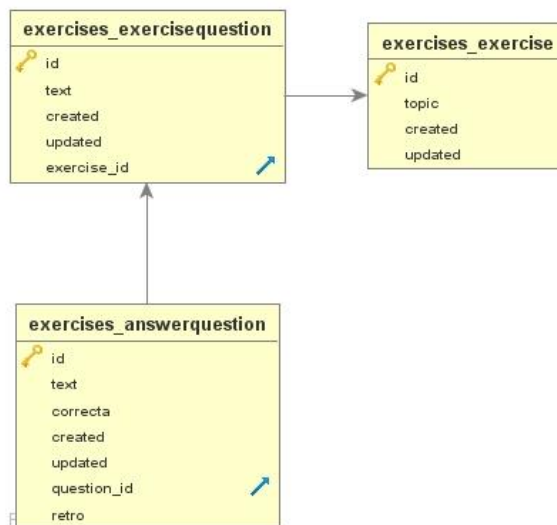 exercises_exercisequestion
id
text
created
updated
exercise_id
exercises_exercise
id
topic
created
updated
exercises_answerquestion
id
text
correcta
created
updated
question_id
retro